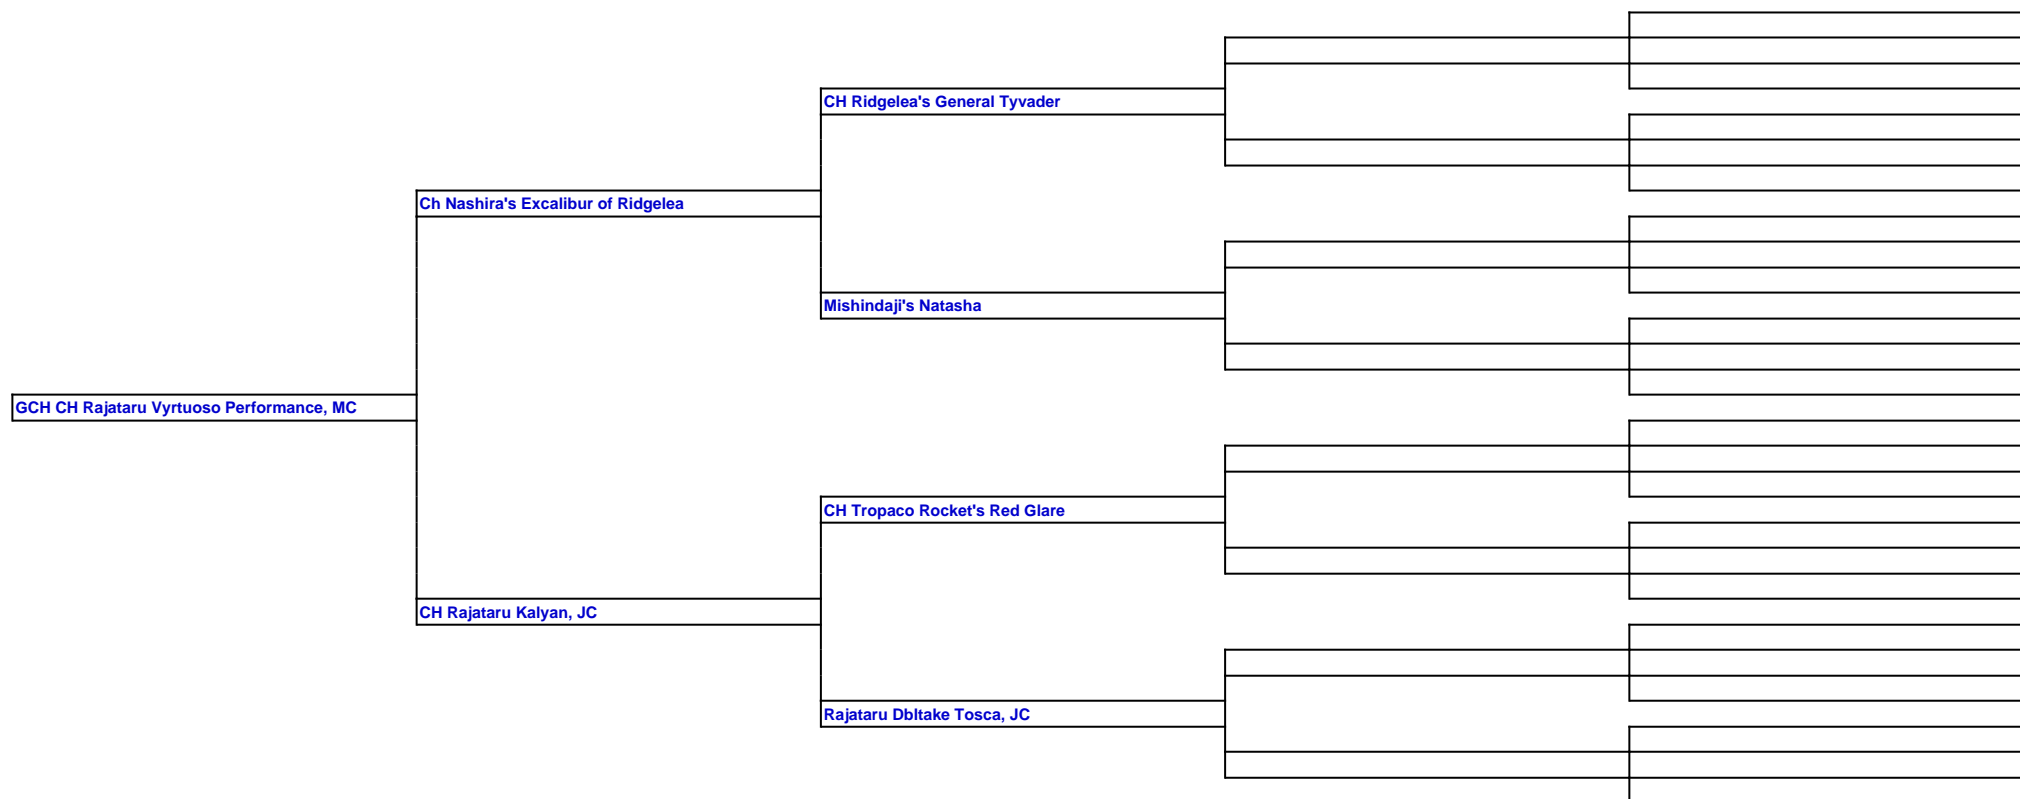 CH Ridgelea's General Tyvader
Ch Nashira's Excalibur of Ridgelea
Mishindaji's Natasha
GCH CH Rajataru Vyrtuoso Performance, MC
CH Tropaco Rocket's Red Glare
CH Rajataru Kalyan, JC
Rajataru Dbltake Tosca, JC